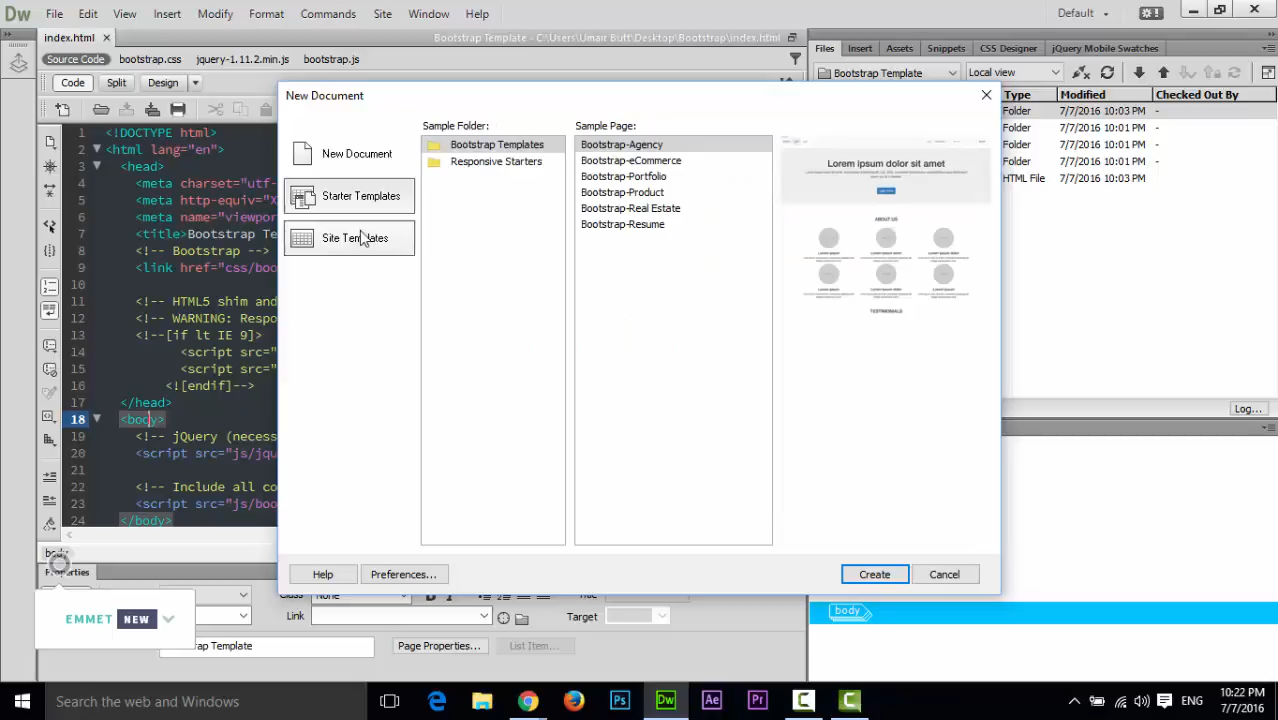 Dw File Edit View Insert Modify Format Commands Site Window Help Default
index.html Bootstrap Template - C:\Users\Umair Butt\Desktop\Bootstrap\index.html
Source Code bootstrap.css jquery-1.11.2.min.js bootstrap.js
Code Split Design
Files Insert Assets Snippets CSS Designer jQuery Mobile Swatches
Bootstrap Template Local view
Type Modified Checked Out By
Folder 7/7/2016 10:03 PM -
Folder 7/7/2016 10:01 PM -
Folder 7/7/2016 10:01 PM -
Folder 7/7/2016 10:01 PM -
HTML File 7/7/2016 10:03 PM -
Log...
1 <!DOCTYPE html>
2 <html lang="en">
3 <head>
4 <meta charset="utf-
5 <meta http-equiv="X
6 <meta name="viewpor
7 <title>Bootstrap Te
8 <!-- Bootstrap -->
9 <link href="css/boo
10
11 <!-- HTML5 shim and
12 <!-- WARNING: Respo
13 <!--[if lt IE 9]>
14 <script src="
15 <script src="
16 <![endif]-->
17 </head>
18 <body>
19 <!-- jQuery (necess
20 <script src="js/jqu
21
22 <!-- Include all co
23 <script src="js/boo
24 </body>
New Document
New Document
Starter Templates
Site Templates
Sample Folder:
Bootstrap Templates
Responsive Starters
Sample Page:
Bootstrap-Agency
Bootstrap-eCommerce
Bootstrap-Portfolio
Bootstrap-Product
Bootstrap-Real Estate
Bootstrap-Resume
Lorem ipsum dolor sit amet
ABOUT US
TESTIMONIALS
Help Preferences... Create Cancel
body
Properties
None B I Title
Link Target
rap Template Page Properties... List Item...
EMMET NEW
body
Search the web and Windows
Ps Dw Ae Pr
ENG 10:22 PM
7/7/2016